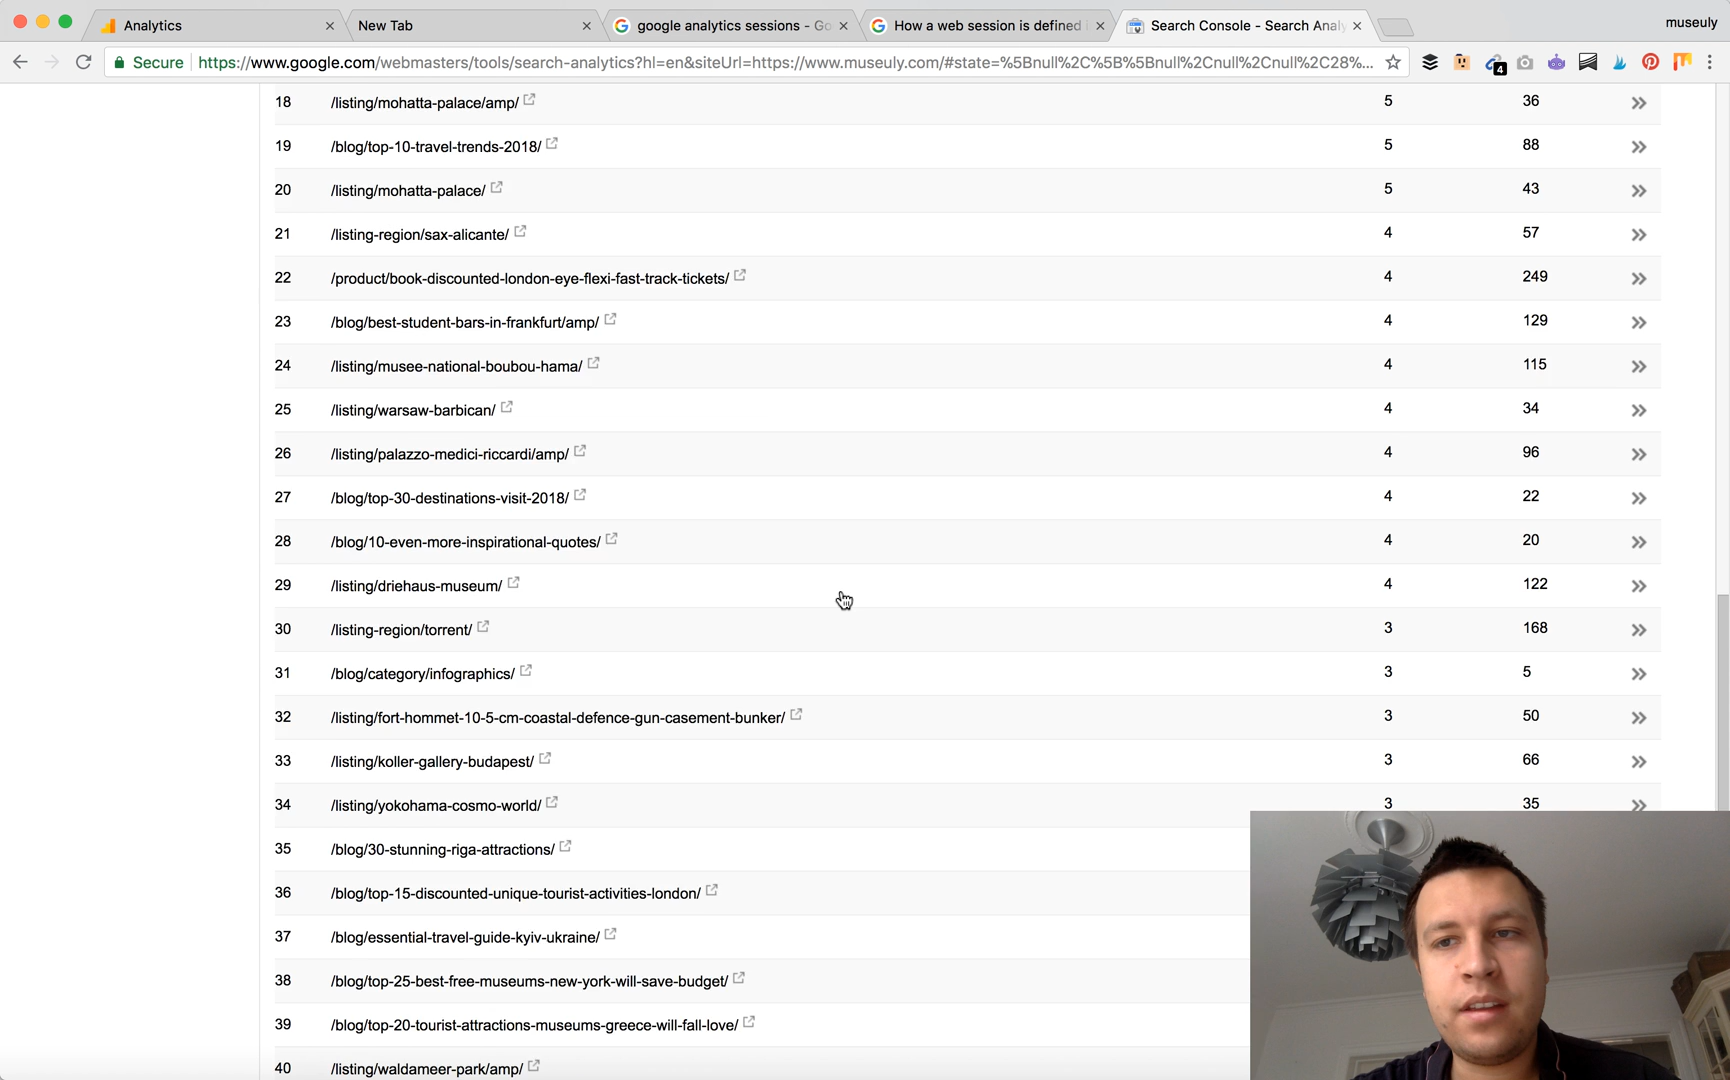 Analytics
New Tab
google analytics sessions - Go
How a web session is defined i
Search Console - Search Analy
museuly
Secure https://www.google.com/webmasters/tools/search-analytics?hl=en&siteUrl=https://www.museuly.com/#state=%5Bnull%2C%5B%5Bnull%2Cnull%2Cnull%2C28%...
4
18 /listing/mohatta-palace/amp/ 5 36
19 /blog/top-10-travel-trends-2018/ 5 88
20 /listing/mohatta-palace/ 5 43
21 /listing-region/sax-alicante/ 4 57
22 /product/book-discounted-london-eye-flexi-fast-track-tickets/ 4 249
23 /blog/best-student-bars-in-frankfurt/amp/ 4 129
24 /listing/musee-national-boubou-hama/ 4 115
25 /listing/warsaw-barbican/ 4 34
26 /listing/palazzo-medici-riccardi/amp/ 4 96
27 /blog/top-30-destinations-visit-2018/ 4 22
28 /blog/10-even-more-inspirational-quotes/ 4 20
29 /listing/driehaus-museum/ 4 122
30 /listing-region/torrent/ 3 168
31 /blog/category/infographics/ 3 5
32 /listing/fort-hommet-10-5-cm-coastal-defence-gun-casement-bunker/ 3 50
33 /listing/koller-gallery-budapest/ 3 66
34 /listing/yokohama-cosmo-world/ 3 35
35 /blog/30-stunning-riga-attractions/
36 /blog/top-15-discounted-unique-tourist-activities-london/
37 /blog/essential-travel-guide-kyiv-ukraine/
38 /blog/top-25-best-free-museums-new-york-will-save-budget/
39 /blog/top-20-tourist-attractions-museums-greece-will-fall-love/
40 /listing/waldameer-park/amp/